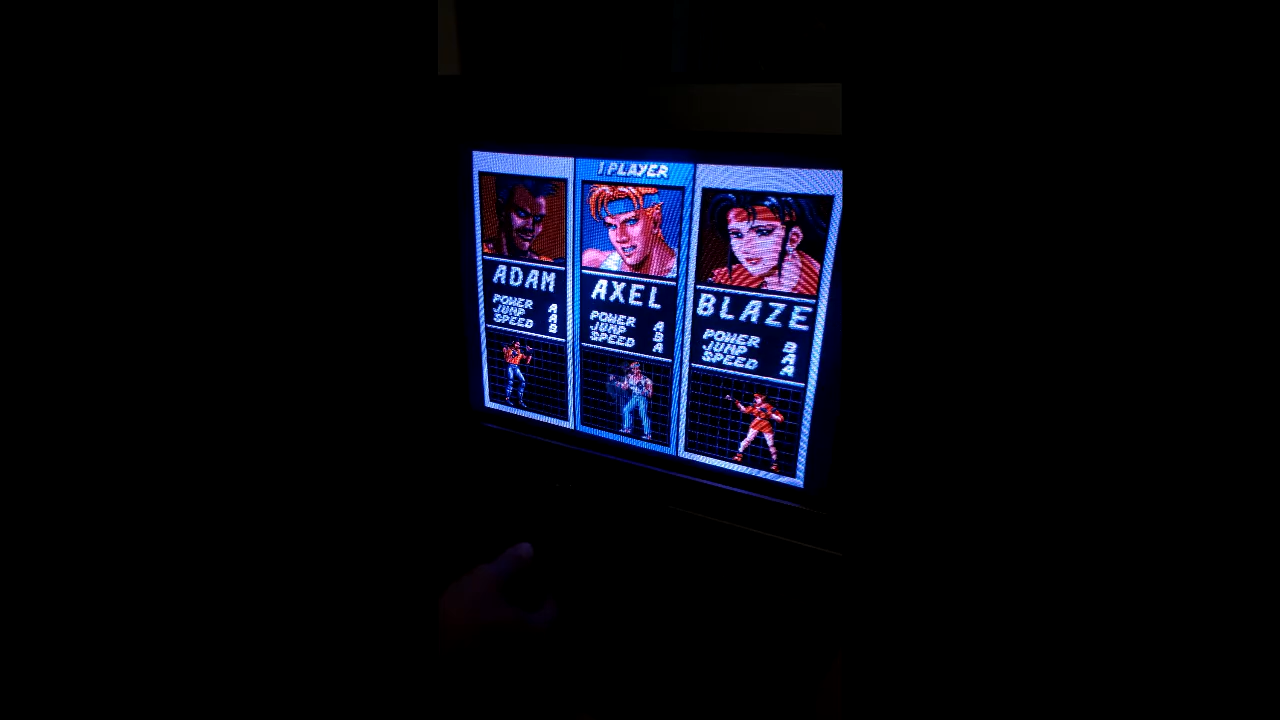 1 PLAYER
ADAM
POWER A
JUMP A
SPEED B
AXEL
POWER A
JUMP B
SPEED A
BLAZE
POWER B
JUMP A
SPEED A